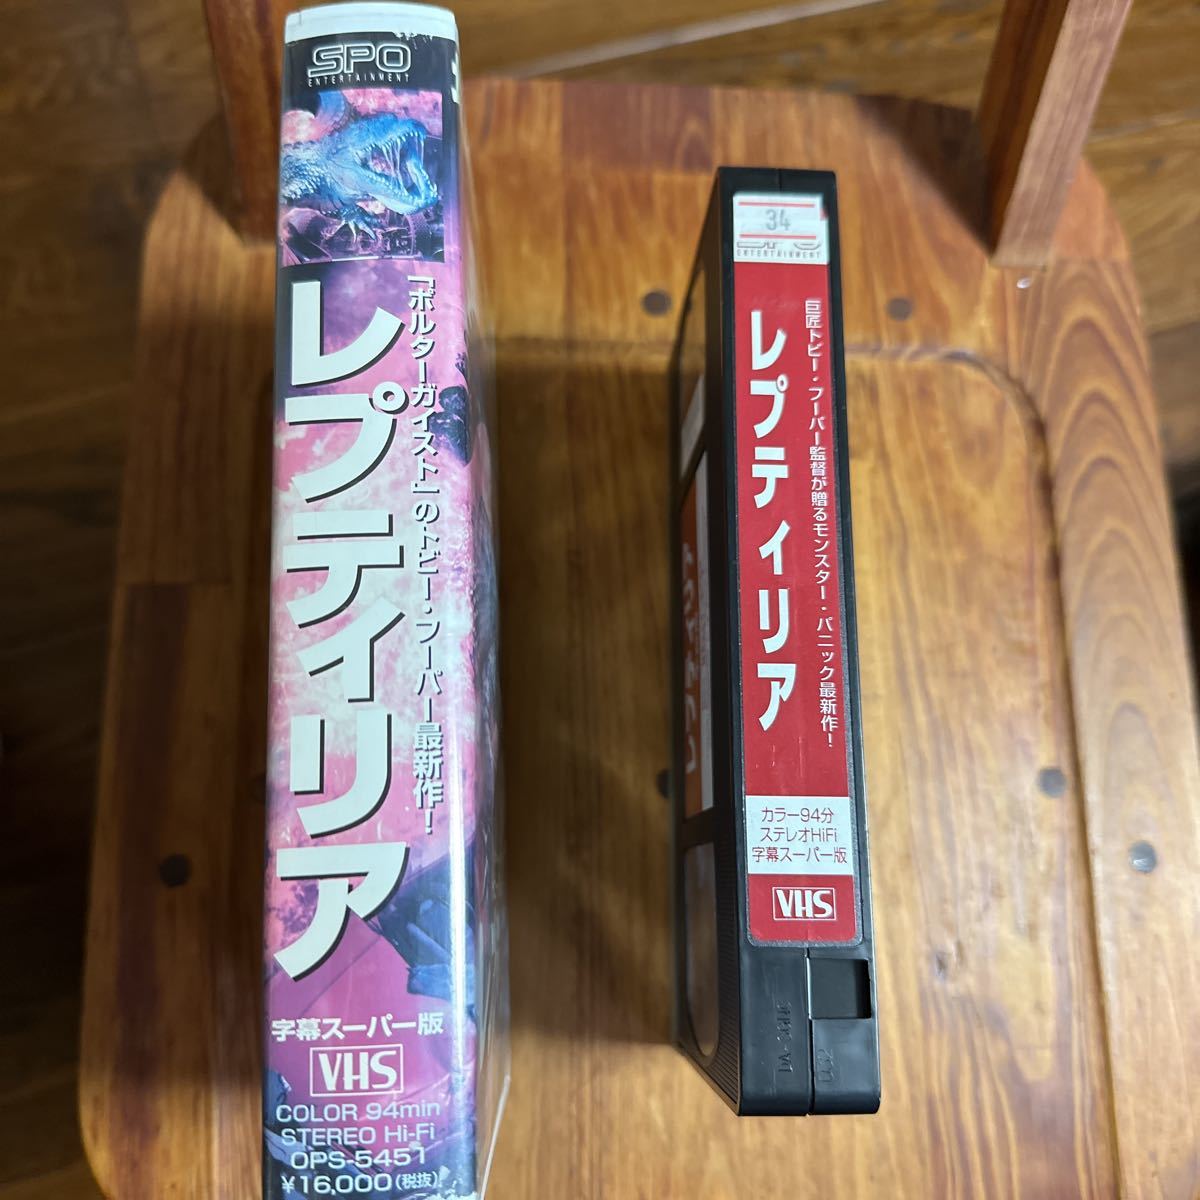 SPO
ENTERTAINMENT
「ポルターガイスト」のトビー・フーパー最新作!
レプティリア
字幕スーパー版
VHS
COLOR 94min
STEREO Hi-Fi
OPS-5451
¥16,000(税抜)
34
SPO
ENTERTAINMENT
巨匠トビー・フーパー監督が贈るモンスター・パニック最新作!
レプティリア
カラー94分
ステレオHiFi
字幕スーパー版
VHS